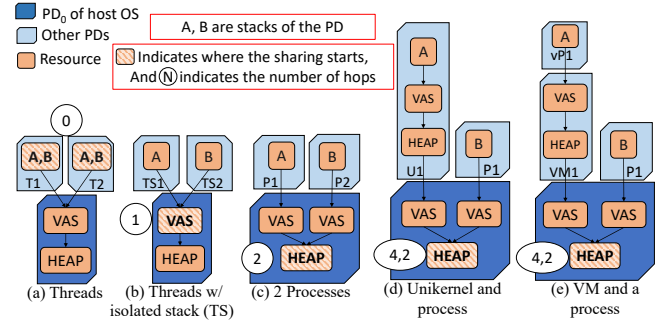 PD0 of host OS
Other PDs
Resource
A, B are stacks of the PD
Indicates where the sharing starts,
And N indicates the number of hops
0
A,B
A,B
T1
T2
VAS
HEAP
(a) Threads
A
B
TS1
TS2
1
VAS
HEAP
(b) Threads w/
isolated stack (TS)
A
B
P1
P2
VAS
VAS
2
HEAP
(c) 2 Processes
A
VAS
HEAP
U1
B
P1
VAS
VAS
4,2
HEAP
(d) Unikernel and
process
A
vP1
VAS
HEAP
VM1
B
P1
VAS
VAS
4,2
HEAP
(e) VM and a
process